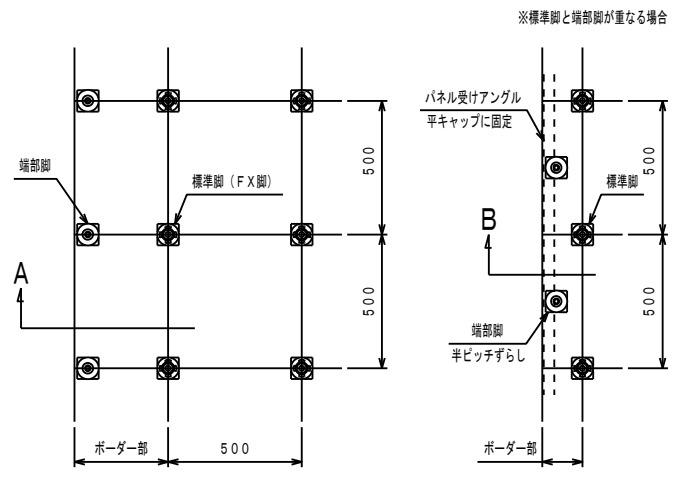 ※標準脚と端部脚が重なる場合
パネル受けアングル
平キャップに固定
端部脚
標準脚(FX脚)
500
500
A
ボーダー部
500
標準脚
500
B
端部脚
半ピッチずらし
500
ボーダー部